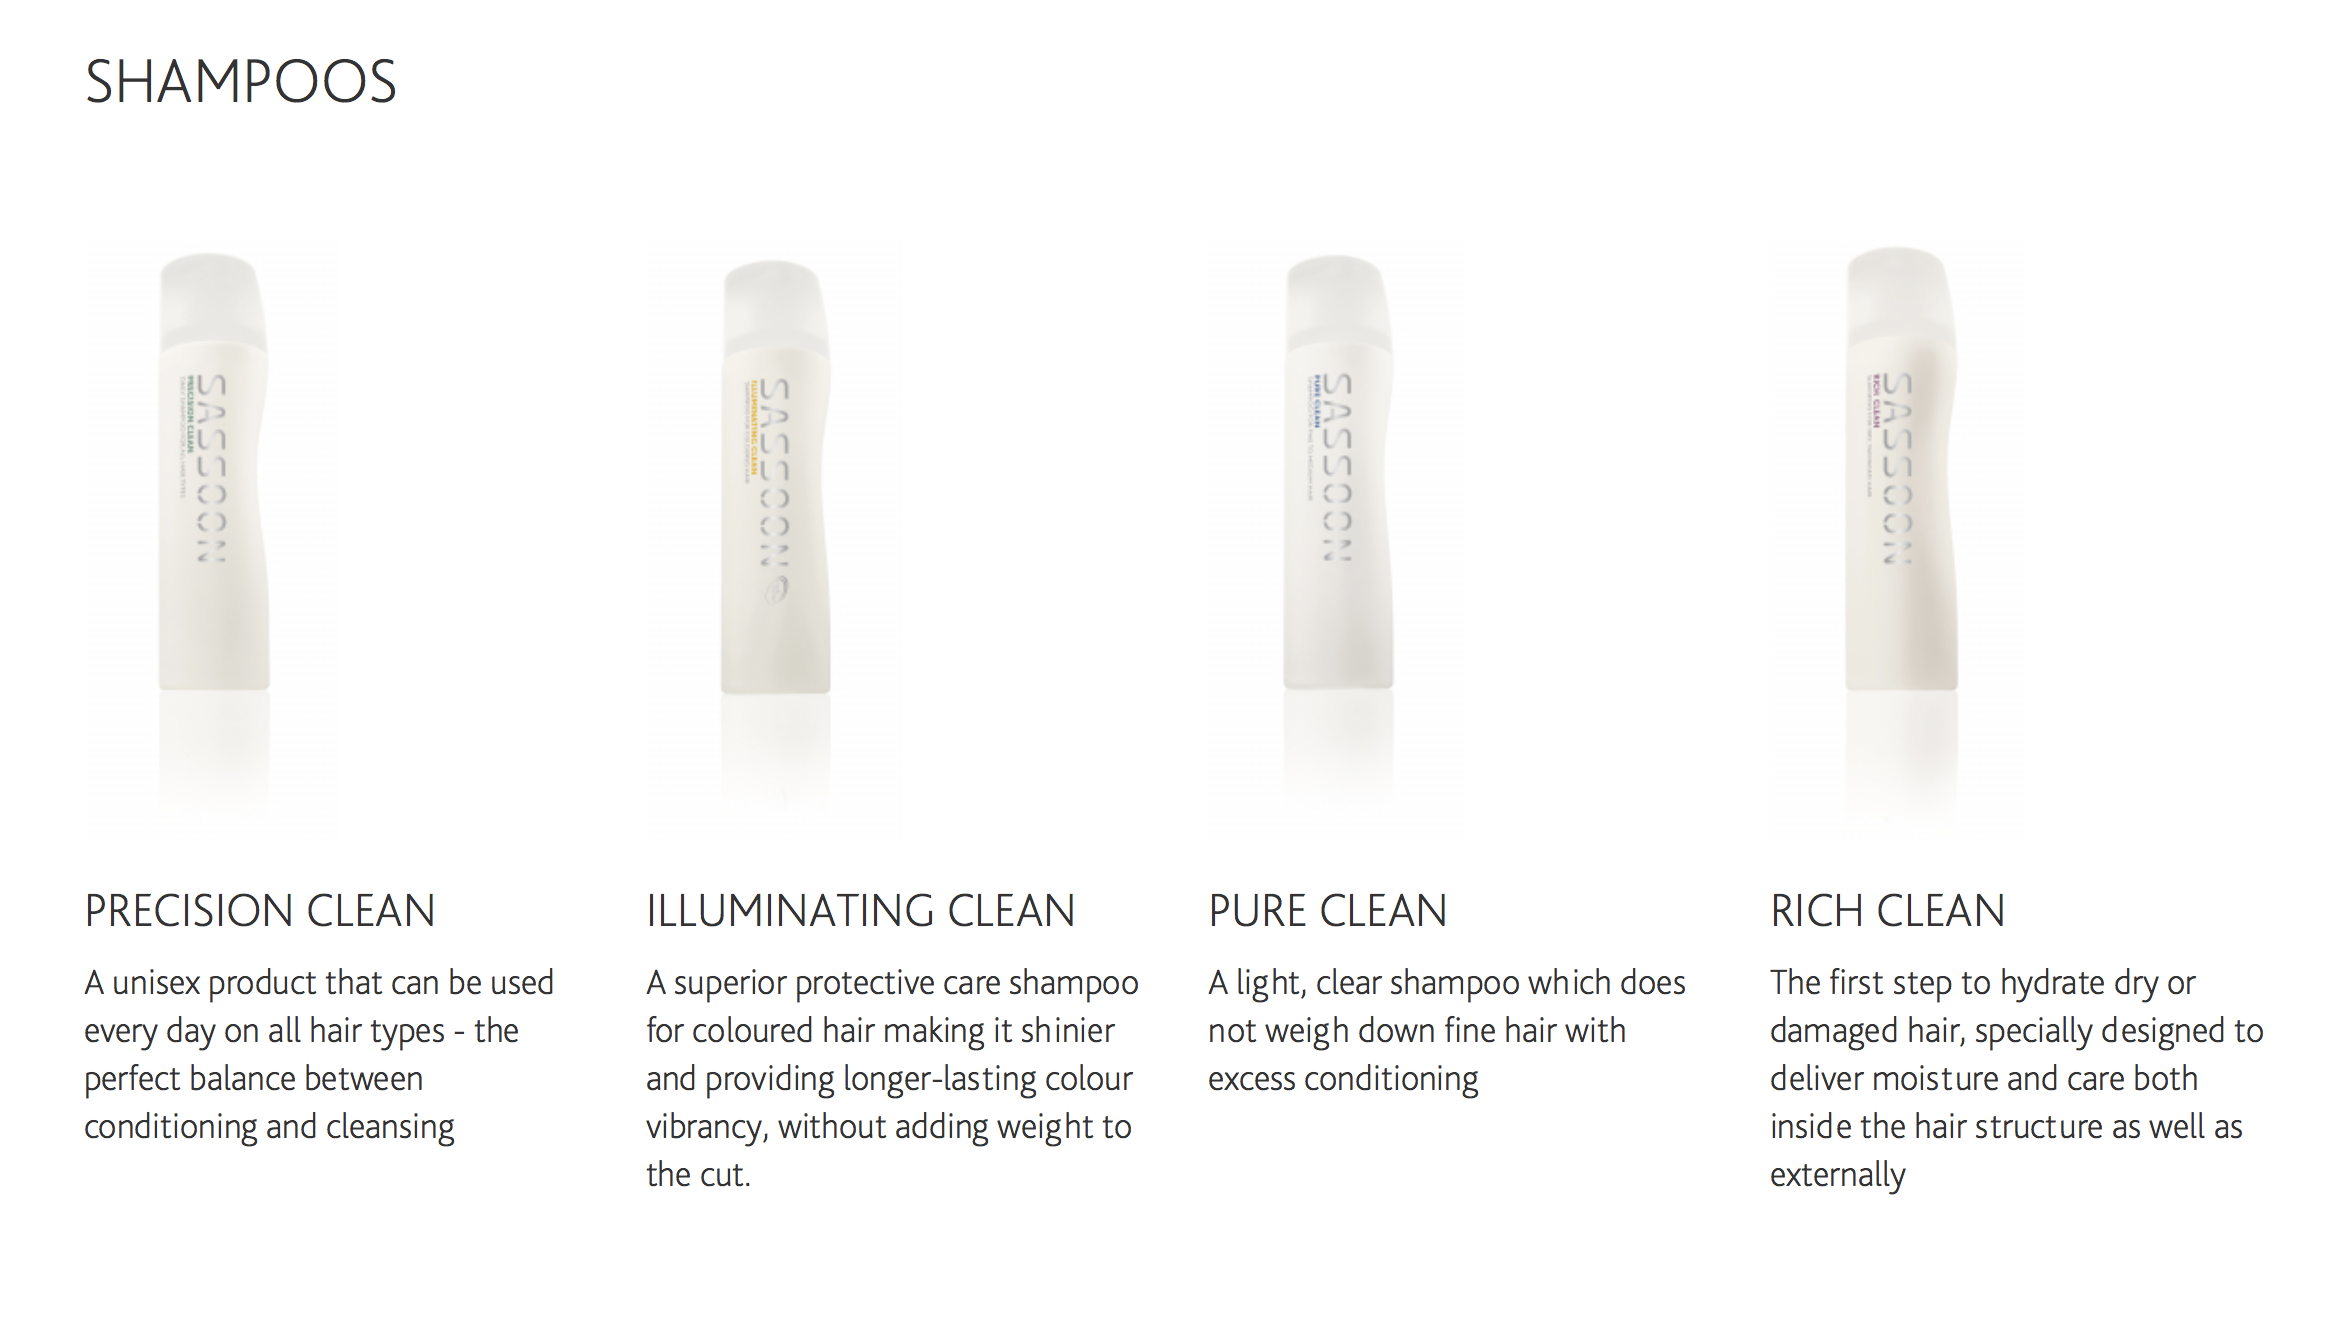 SHAMPOOS
SASSOON
PRECISION CLEAN
SASSOON
ILLUMINATING CLEAN
SASSOON
PURE CLEAN
SASSOON
RICH CLEAN
PRECISION CLEAN
A unisex product that can be used
every day on all hair types - the
perfect balance between
conditioning and cleansing
ILLUMINATING CLEAN
A superior protective care shampoo
for coloured hair making it shinier
and providing longer-lasting colour
vibrancy, without adding weight to
the cut.
PURE CLEAN
A light, clear shampoo which does
not weigh down fine hair with
excess conditioning
RICH CLEAN
The first step to hydrate dry or
damaged hair, specially designed to
deliver moisture and care both
inside the hair structure as well as
externally